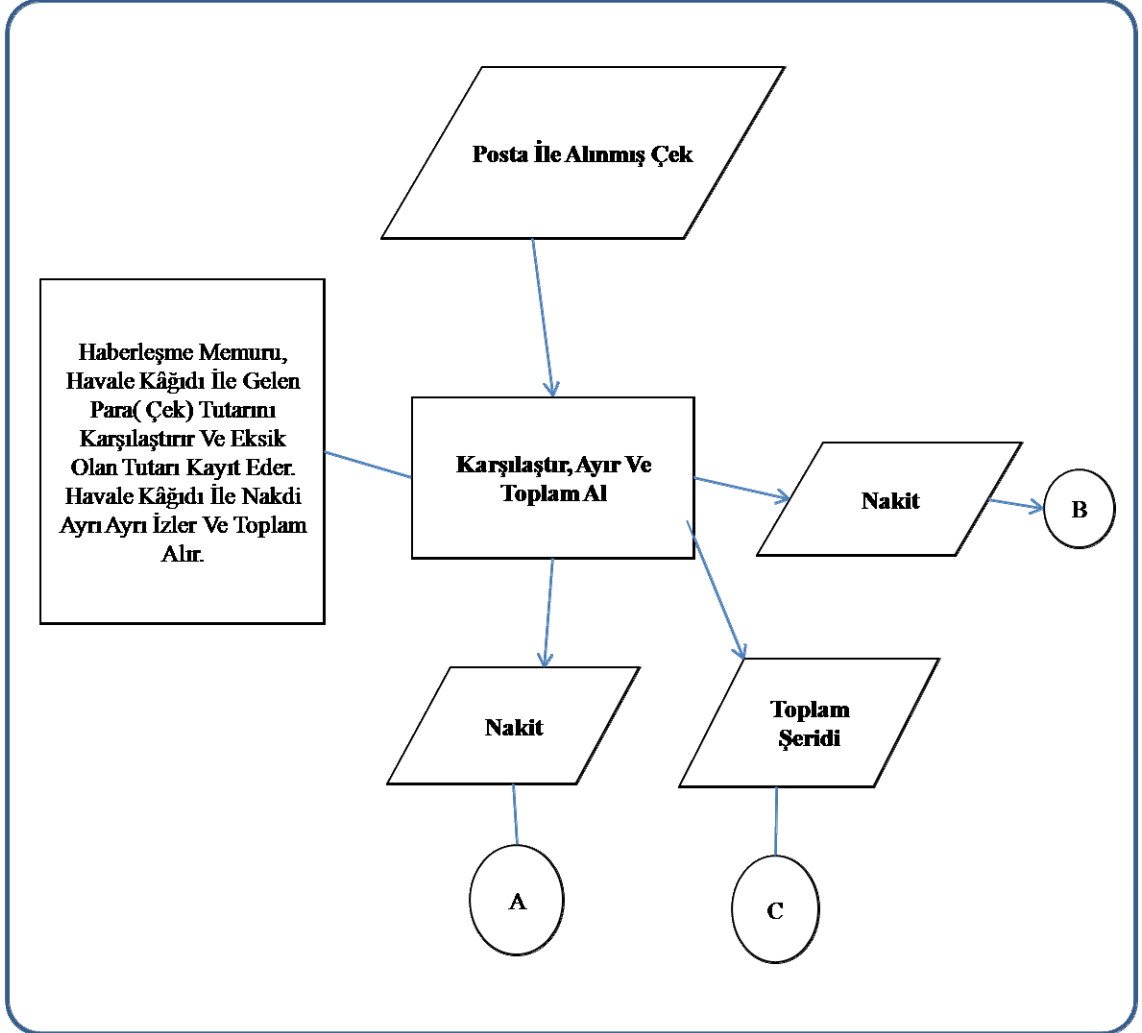 Posta İle Alınmış Çek
Haberleşme Memuru,
Havale Kâğıdı İle Gelen
Para( Çek) Tutarını
Karşılaştırır Ve Eksik
Olan Tutarı Kayıt Eder.
Havale Kâğıdı İle Nakdi
Ayrı Ayrı İzler Ve Toplam
Alır.
Karşılaştır, Ayır Ve
Toplam Al
Nakit
B
Nakit
Toplam
Şeridi
A
C